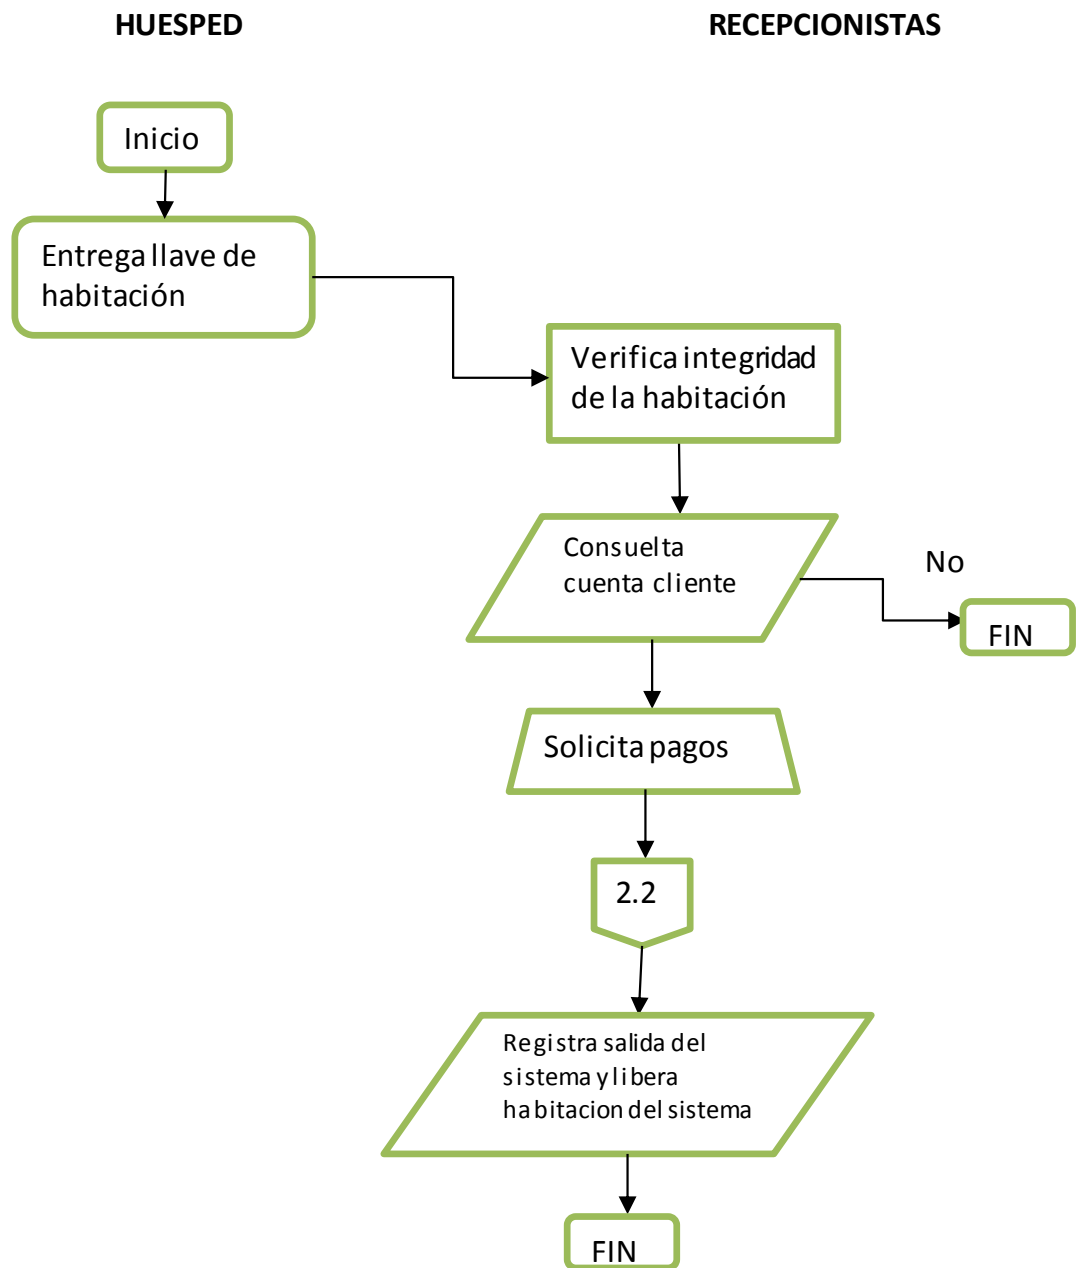 HUESPED
RECEPCIONISTAS
Inicio
Entrega llave de
habitación
Verifica integridad
de la habitación
Consuelta
cuenta cliente
No
FIN
Solicita pagos
2.2
Registra salida del
sistema y libera
habitacion del sistema
FIN